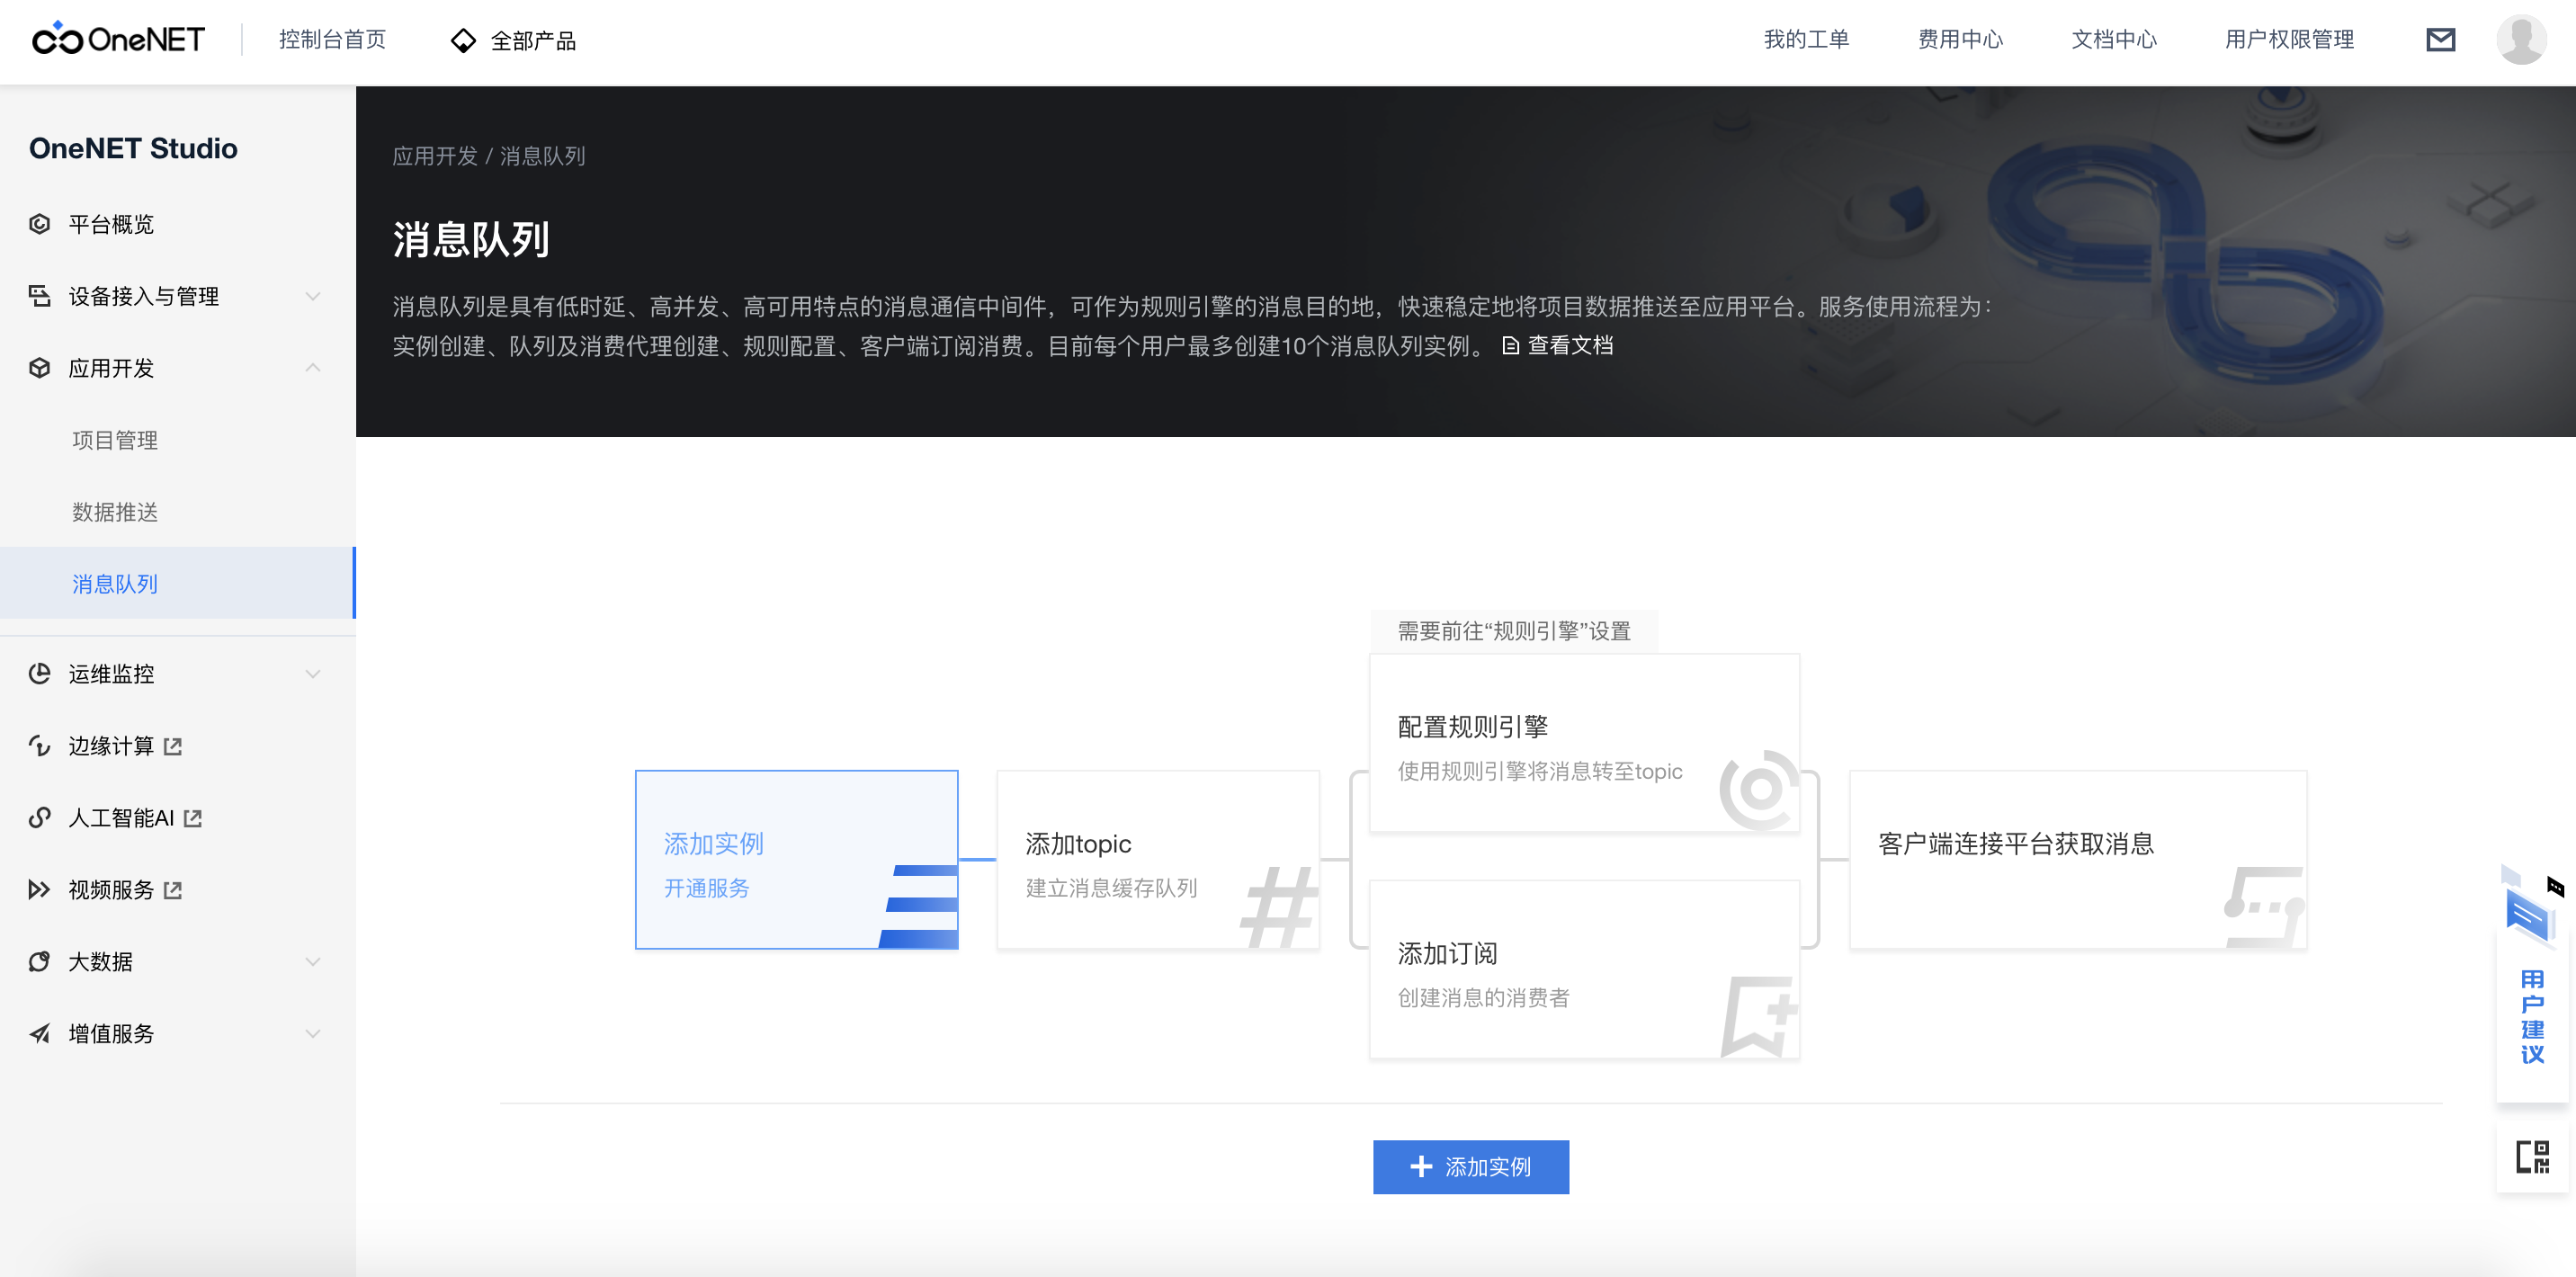 OneNET
控制台首页
全部产品
我的工单
费用中心
文档中心
用户权限管理
OneNET Studio
平台概览
设备接入与管理
应用开发
项目管理
数据推送
消息队列
运维监控
边缘计算
人工智能AI
视频服务
大数据
增值服务
应用开发 / 消息队列
消息队列
消息队列是具有低时延、高并发、高可用特点的消息通信中间件，可作为规则引擎的消息目的地，快速稳定地将项目数据推送至应用平台。服务使用流程为：
实例创建、队列及消费代理创建、规则配置、客户端订阅消费。目前每个用户最多创建10个消息队列实例。 查看文档
添加实例
开通服务
添加topic
建立消息缓存队列
需要前往“规则引擎”设置
配置规则引擎
使用规则引擎将消息转至topic
添加订阅
创建消息的消费者
客户端连接平台获取消息
添加实例
用户建议